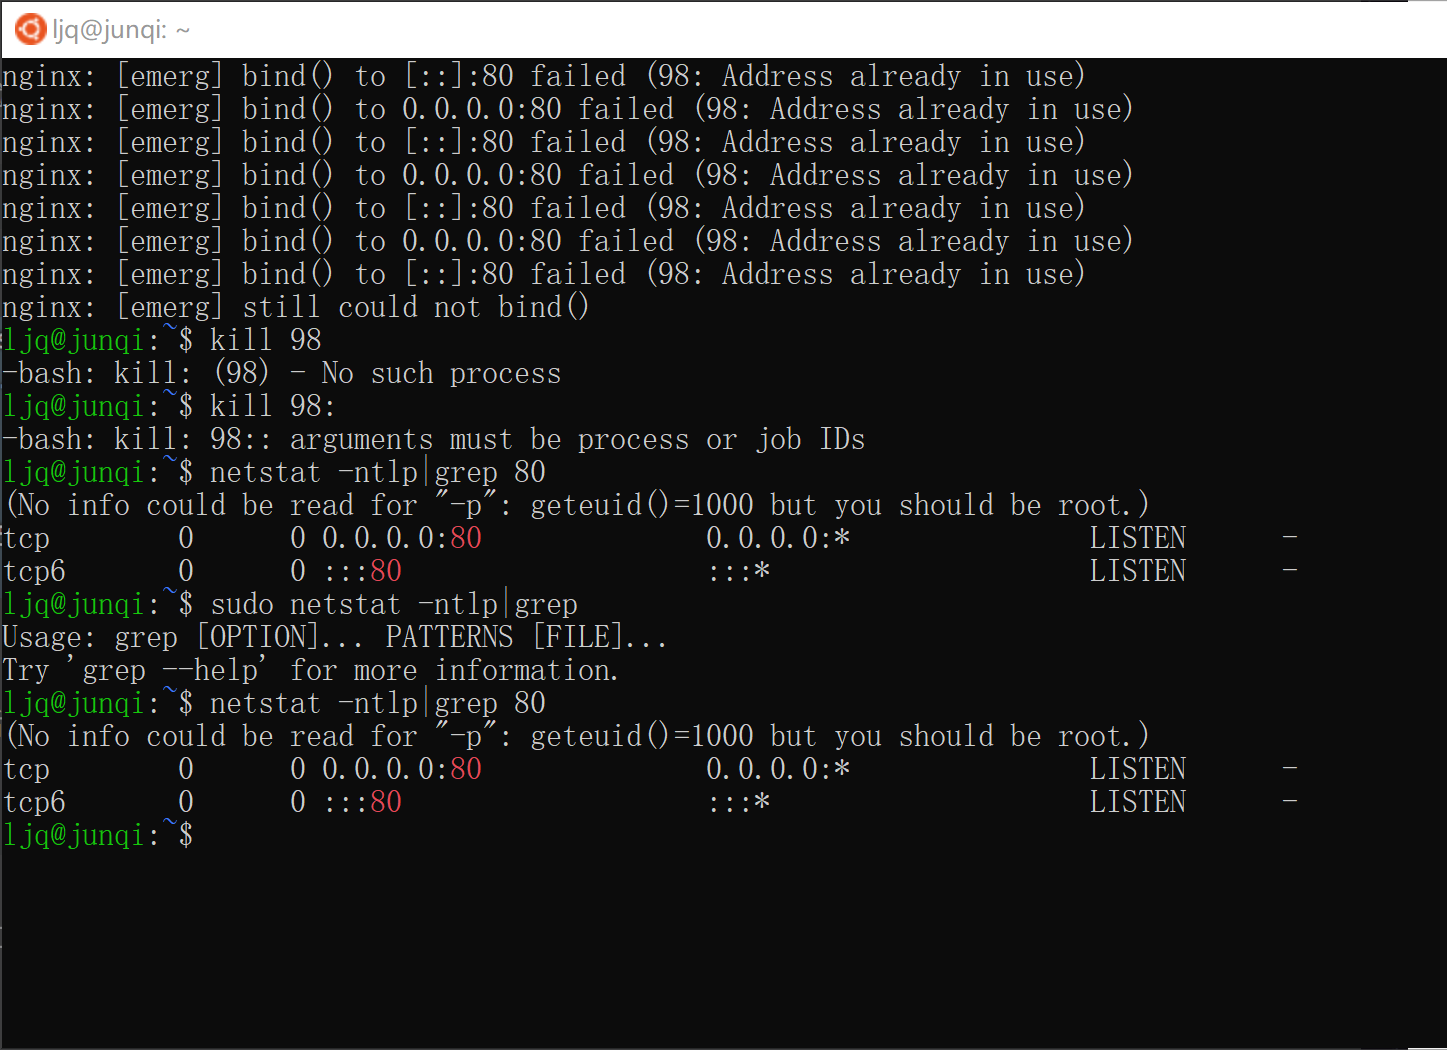 ljq@junqi: ~
nginx: [emerg] bind() to [::]:80 failed (98: Address already in use)
nginx: [emerg] bind() to 0.0.0.0:80 failed (98: Address already in use)
nginx: [emerg] bind() to [::]:80 failed (98: Address already in use)
nginx: [emerg] bind() to 0.0.0.0:80 failed (98: Address already in use)
nginx: [emerg] bind() to [::]:80 failed (98: Address already in use)
nginx: [emerg] bind() to 0.0.0.0:80 failed (98: Address already in use)
nginx: [emerg] bind() to [::]:80 failed (98: Address already in use)
nginx: [emerg] still could not bind()
ljq@junqi:~$ kill 98
-bash: kill: (98) - No such process
ljq@junqi:~$ kill 98:
-bash: kill: 98:: arguments must be process or job IDs
ljq@junqi:~$ netstat -ntlp|grep 80
(No info could be read for "-p": geteuid()=1000 but you should be root.)
tcp        0      0 0.0.0.0:80              0.0.0.0:*               LISTEN      -
tcp6       0      0 :::80                   :::*                    LISTEN      -
ljq@junqi:~$ sudo netstat -ntlp|grep
Usage: grep [OPTION]... PATTERNS [FILE]...
Try 'grep --help' for more information.
ljq@junqi:~$ netstat -ntlp|grep 80
(No info could be read for "-p": geteuid()=1000 but you should be root.)
tcp        0      0 0.0.0.0:80              0.0.0.0:*               LISTEN      -
tcp6       0      0 :::80                   :::*                    LISTEN      -
ljq@junqi:~$